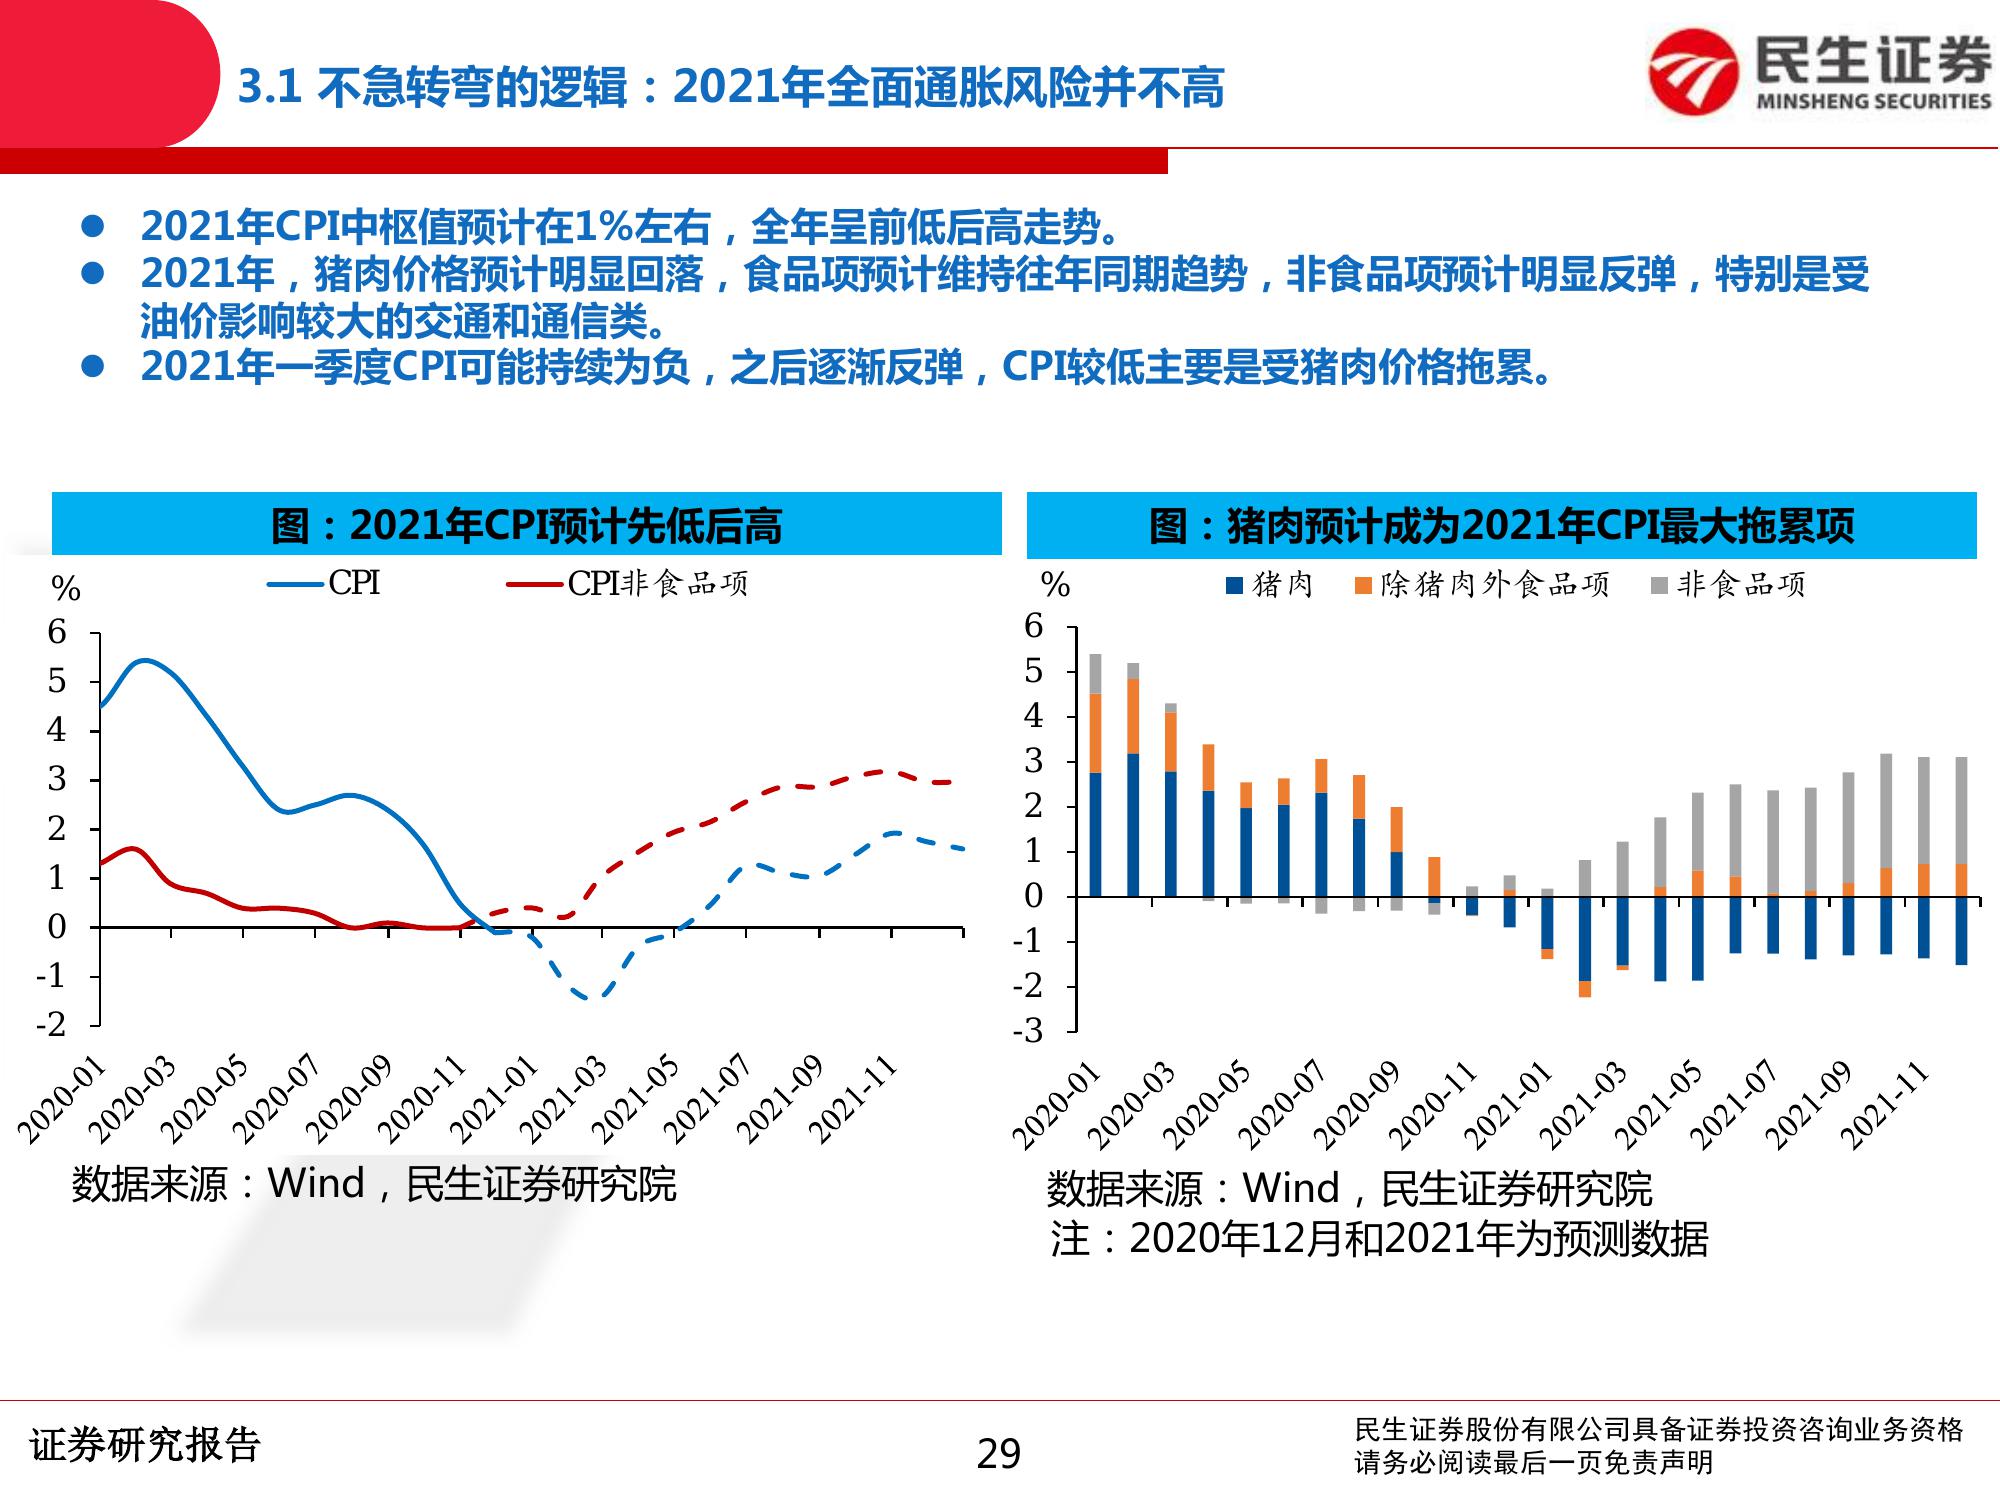 3.1 不急转弯的逻辑：2021年全面通胀风险并不高
民生证券
MINSHENG SECURITIES
● 2021年CPI中枢值预计在1%左右，全年呈前低后高走势。
● 2021年，猪肉价格预计明显回落，食品项预计维持往年同期趋势，非食品项预计明显反弹，特别是受
油价影响较大的交通和通信类。
● 2021年一季度CPI可能持续为负，之后逐渐反弹，CPI较低主要是受猪肉价格拖累。
图：2021年CPI预计先低后高
% CPI CPI非食品项
6
5
4
3
2
1
0
-1
-2
2020-01 2020-03 2020-05 2020-07 2020-09 2020-11 2021-01 2021-03 2021-05 2021-07 2021-09 2021-11
数据来源：Wind，民生证券研究院
图：猪肉预计成为2021年CPI最大拖累项
% 猪肉 除猪肉外食品项 非食品项
6
5
4
3
2
1
0
-1
-2
-3
2020-01 2020-03 2020-05 2020-07 2020-09 2020-11 2021-01 2021-03 2021-05 2021-07 2021-09 2021-11
数据来源：Wind，民生证券研究院
注：2020年12月和2021年为预测数据
证券研究报告
29
民生证券股份有限公司具备证券投资咨询业务资格
请务必阅读最后一页免责声明